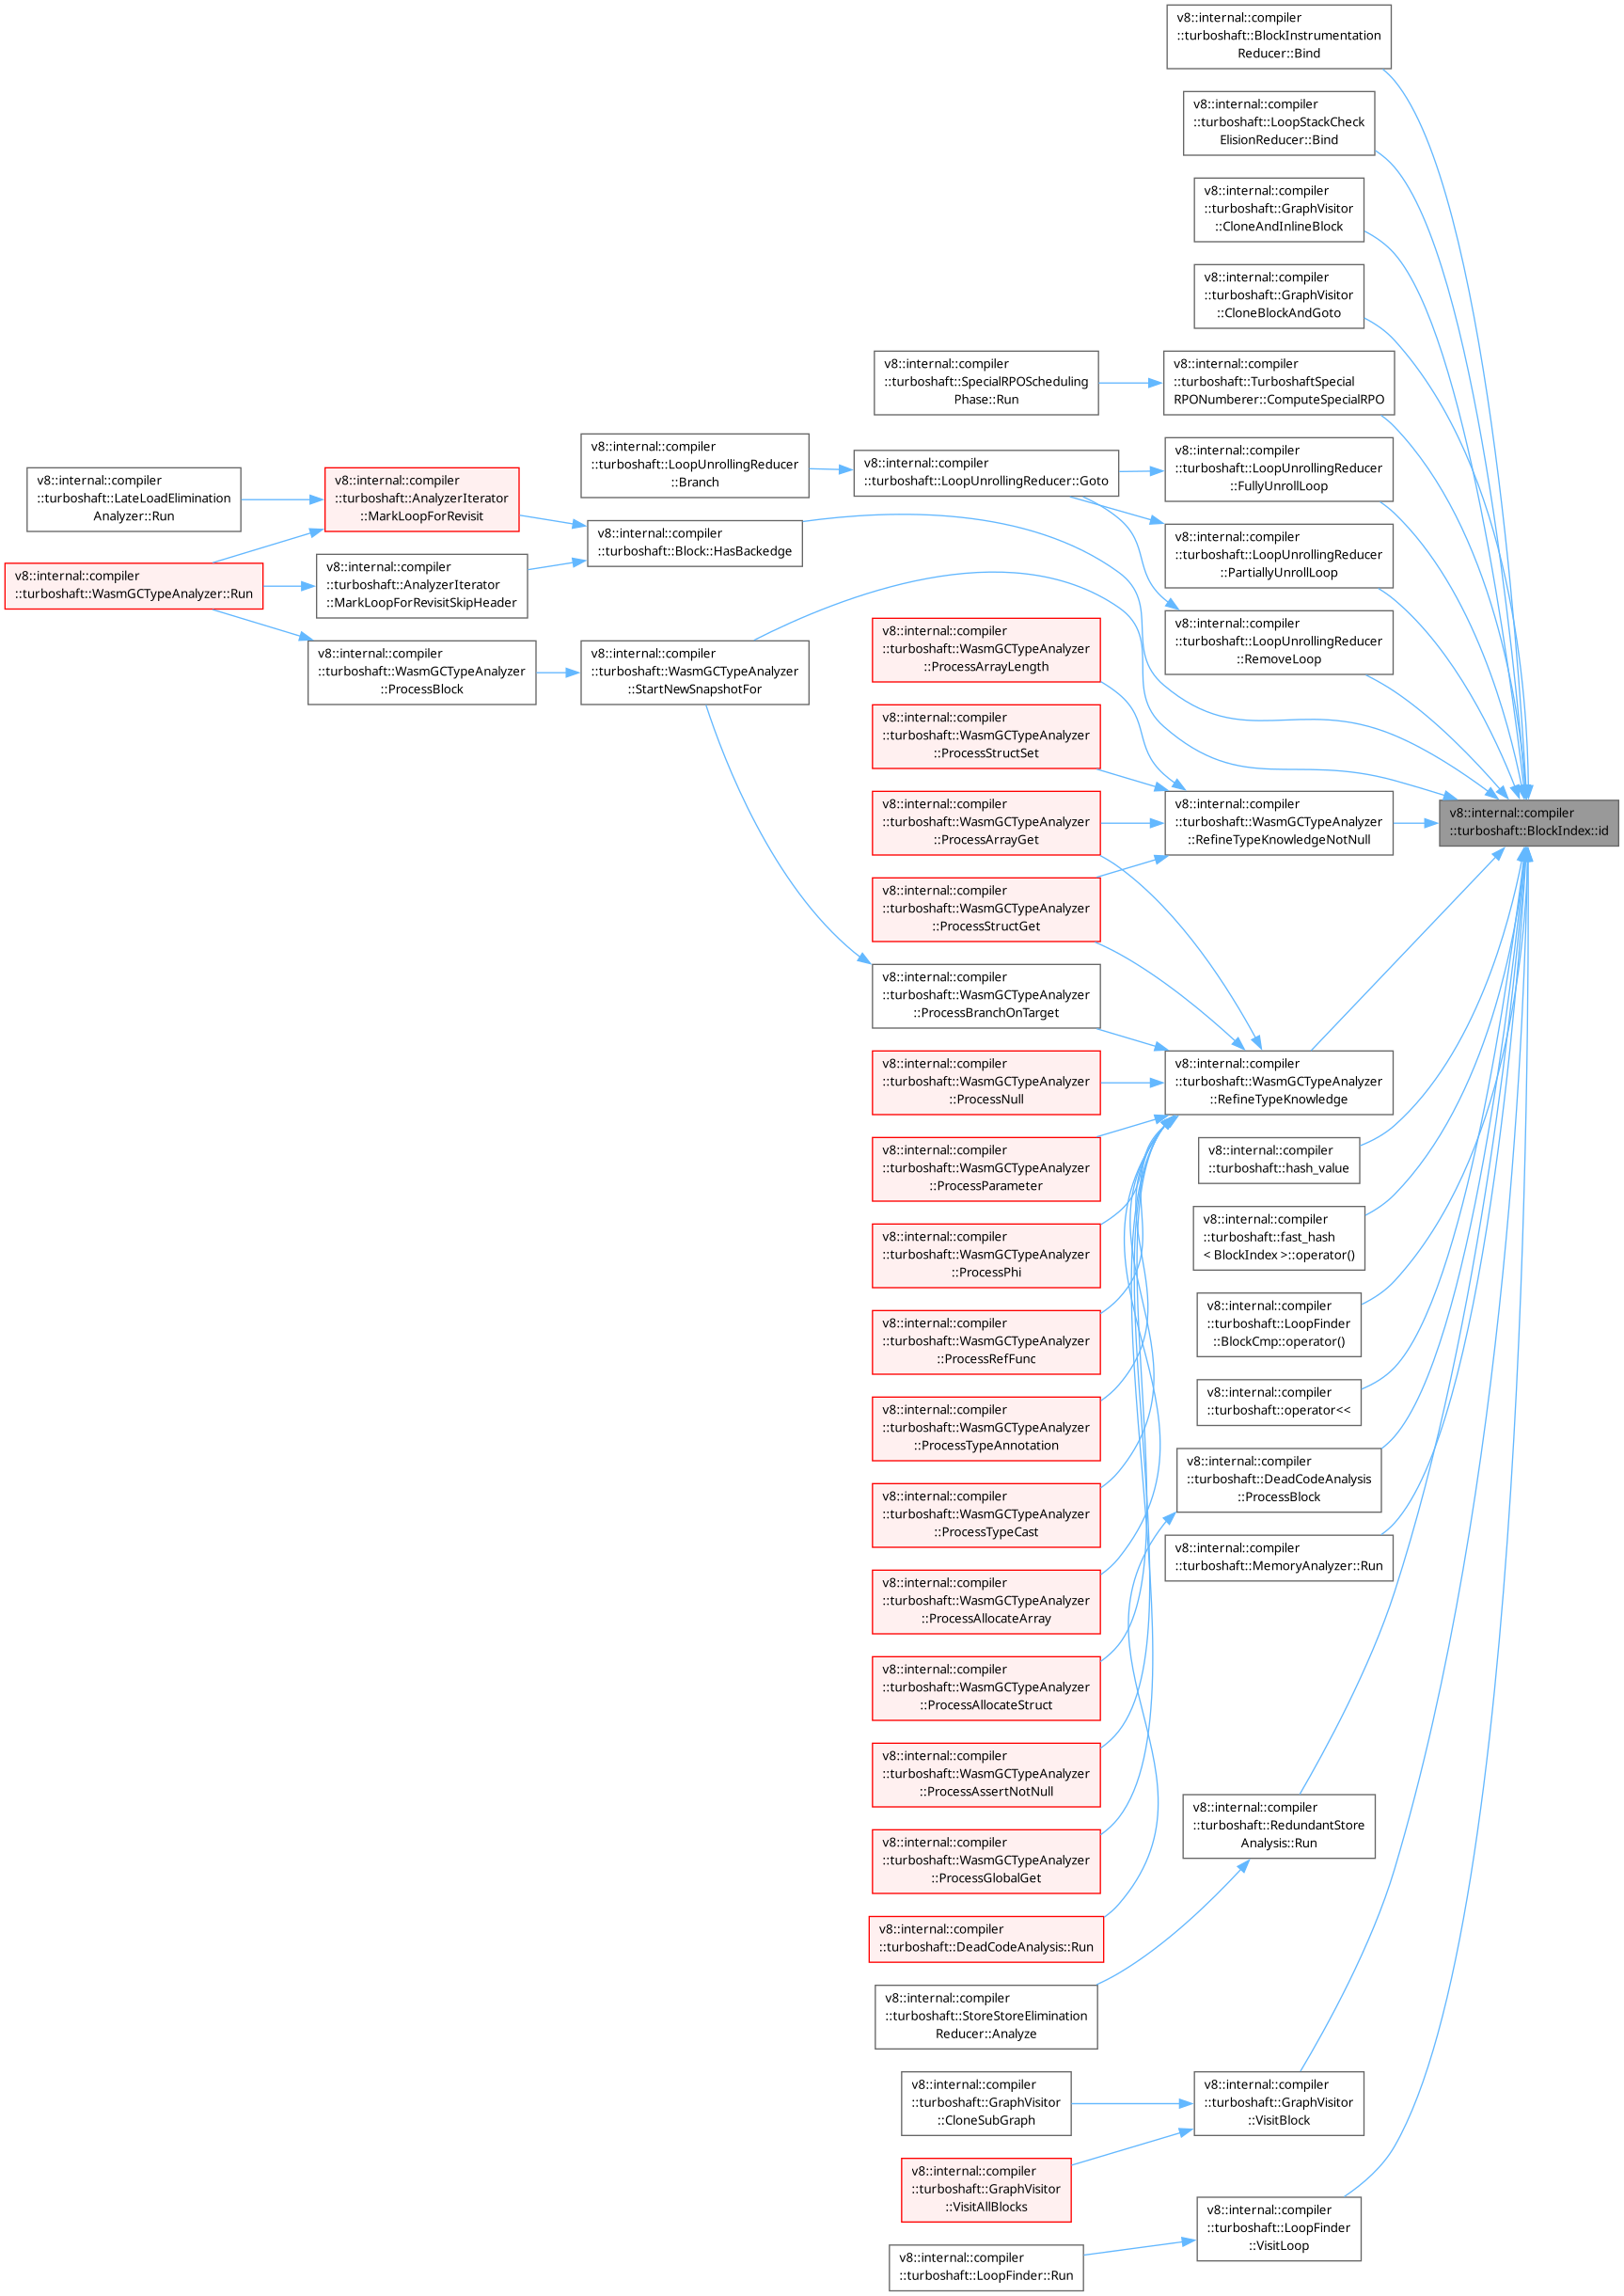 v8::internal::compiler
::turboshaft::BlockInstrumentation
Reducer::Bind
v8::internal::compiler
::turboshaft::LoopStackCheck
ElisionReducer::Bind
v8::internal::compiler
::turboshaft::GraphVisitor
::CloneAndInlineBlock
v8::internal::compiler
::turboshaft::GraphVisitor
::CloneBlockAndGoto
v8::internal::compiler
::turboshaft::SpecialRPOScheduling
Phase::Run
v8::internal::compiler
::turboshaft::TurboshaftSpecial
RPONumberer::ComputeSpecialRPO
v8::internal::compiler
::turboshaft::LateLoadElimination
Analyzer::Run
v8::internal::compiler
::turboshaft::AnalyzerIterator
::MarkLoopForRevisit
v8::internal::compiler
::turboshaft::LoopUnrollingReducer
::Branch
v8::internal::compiler
::turboshaft::LoopUnrollingReducer::Goto
v8::internal::compiler
::turboshaft::LoopUnrollingReducer
::FullyUnrollLoop
v8::internal::compiler
::turboshaft::WasmGCTypeAnalyzer::Run
v8::internal::compiler
::turboshaft::AnalyzerIterator
::MarkLoopForRevisitSkipHeader
v8::internal::compiler
::turboshaft::Block::HasBackedge
v8::internal::compiler
::turboshaft::LoopUnrollingReducer
::PartiallyUnrollLoop
v8::internal::compiler
::turboshaft::WasmGCTypeAnalyzer
::ProcessBlock
v8::internal::compiler
::turboshaft::WasmGCTypeAnalyzer
::StartNewSnapshotFor
v8::internal::compiler
::turboshaft::WasmGCTypeAnalyzer
::ProcessArrayLength
v8::internal::compiler
::turboshaft::LoopUnrollingReducer
::RemoveLoop
v8::internal::compiler
::turboshaft::WasmGCTypeAnalyzer
::ProcessStructSet
v8::internal::compiler
::turboshaft::WasmGCTypeAnalyzer
::ProcessArrayGet
v8::internal::compiler
::turboshaft::WasmGCTypeAnalyzer
::RefineTypeKnowledgeNotNull
v8::internal::compiler
::turboshaft::BlockIndex::id
v8::internal::compiler
::turboshaft::WasmGCTypeAnalyzer
::ProcessStructGet
v8::internal::compiler
::turboshaft::WasmGCTypeAnalyzer
::ProcessBranchOnTarget
v8::internal::compiler
::turboshaft::WasmGCTypeAnalyzer
::ProcessNull
v8::internal::compiler
::turboshaft::WasmGCTypeAnalyzer
::RefineTypeKnowledge
v8::internal::compiler
::turboshaft::WasmGCTypeAnalyzer
::ProcessParameter
v8::internal::compiler
::turboshaft::hash_value
v8::internal::compiler
::turboshaft::WasmGCTypeAnalyzer
::ProcessPhi
v8::internal::compiler
::turboshaft::fast_hash
< BlockIndex >::operator()
v8::internal::compiler
::turboshaft::WasmGCTypeAnalyzer
::ProcessRefFunc
v8::internal::compiler
::turboshaft::LoopFinder
::BlockCmp::operator()
v8::internal::compiler
::turboshaft::WasmGCTypeAnalyzer
::ProcessTypeAnnotation
v8::internal::compiler
::turboshaft::operator<<
v8::internal::compiler
::turboshaft::WasmGCTypeAnalyzer
::ProcessTypeCast
v8::internal::compiler
::turboshaft::DeadCodeAnalysis
::ProcessBlock
v8::internal::compiler
::turboshaft::WasmGCTypeAnalyzer
::ProcessAllocateArray
v8::internal::compiler
::turboshaft::MemoryAnalyzer::Run
v8::internal::compiler
::turboshaft::WasmGCTypeAnalyzer
::ProcessAllocateStruct
v8::internal::compiler
::turboshaft::WasmGCTypeAnalyzer
::ProcessAssertNotNull
v8::internal::compiler
::turboshaft::WasmGCTypeAnalyzer
::ProcessGlobalGet
v8::internal::compiler
::turboshaft::RedundantStore
Analysis::Run
v8::internal::compiler
::turboshaft::DeadCodeAnalysis::Run
v8::internal::compiler
::turboshaft::StoreStoreElimination
Reducer::Analyze
v8::internal::compiler
::turboshaft::GraphVisitor
::CloneSubGraph
v8::internal::compiler
::turboshaft::GraphVisitor
::VisitBlock
v8::internal::compiler
::turboshaft::GraphVisitor
::VisitAllBlocks
v8::internal::compiler
::turboshaft::LoopFinder
::VisitLoop
v8::internal::compiler
::turboshaft::LoopFinder::Run